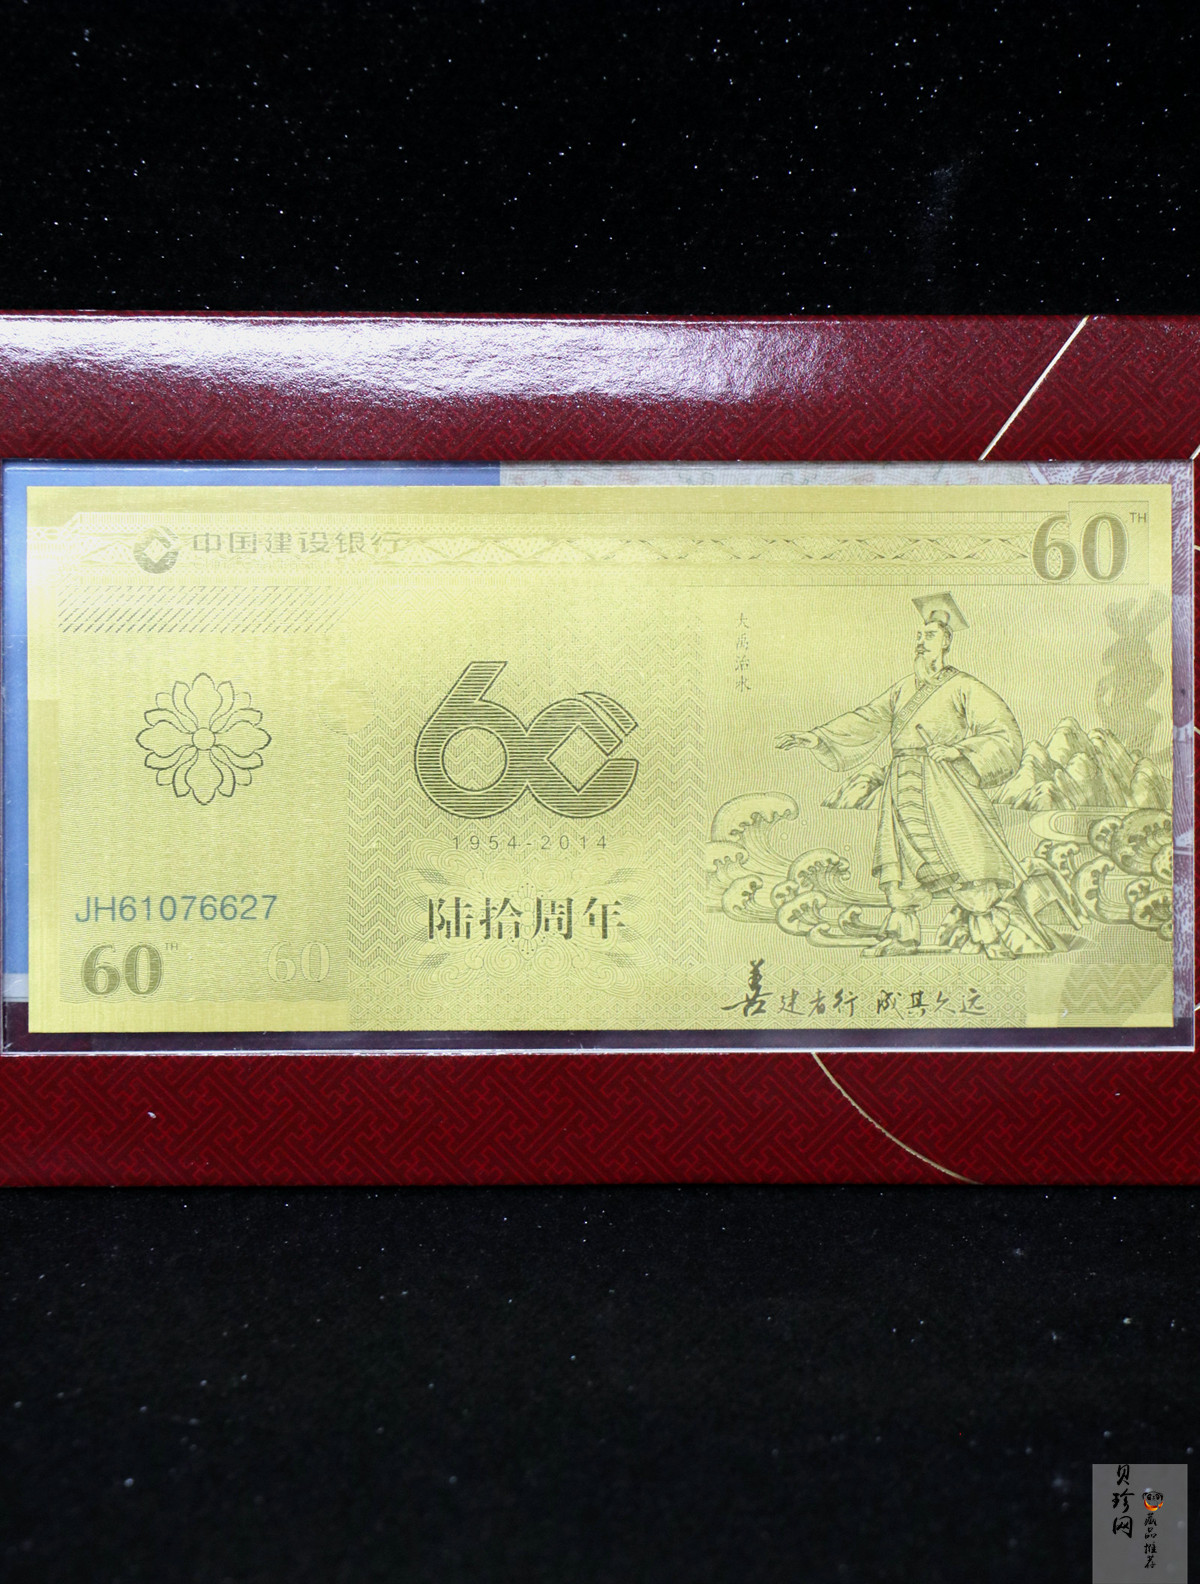 中国建设银行
60TH
大禹治水
1954-2014
陆拾周年
JH61076627
60TH
60
善建者行 成其久远
贝珍网
藏品推荐